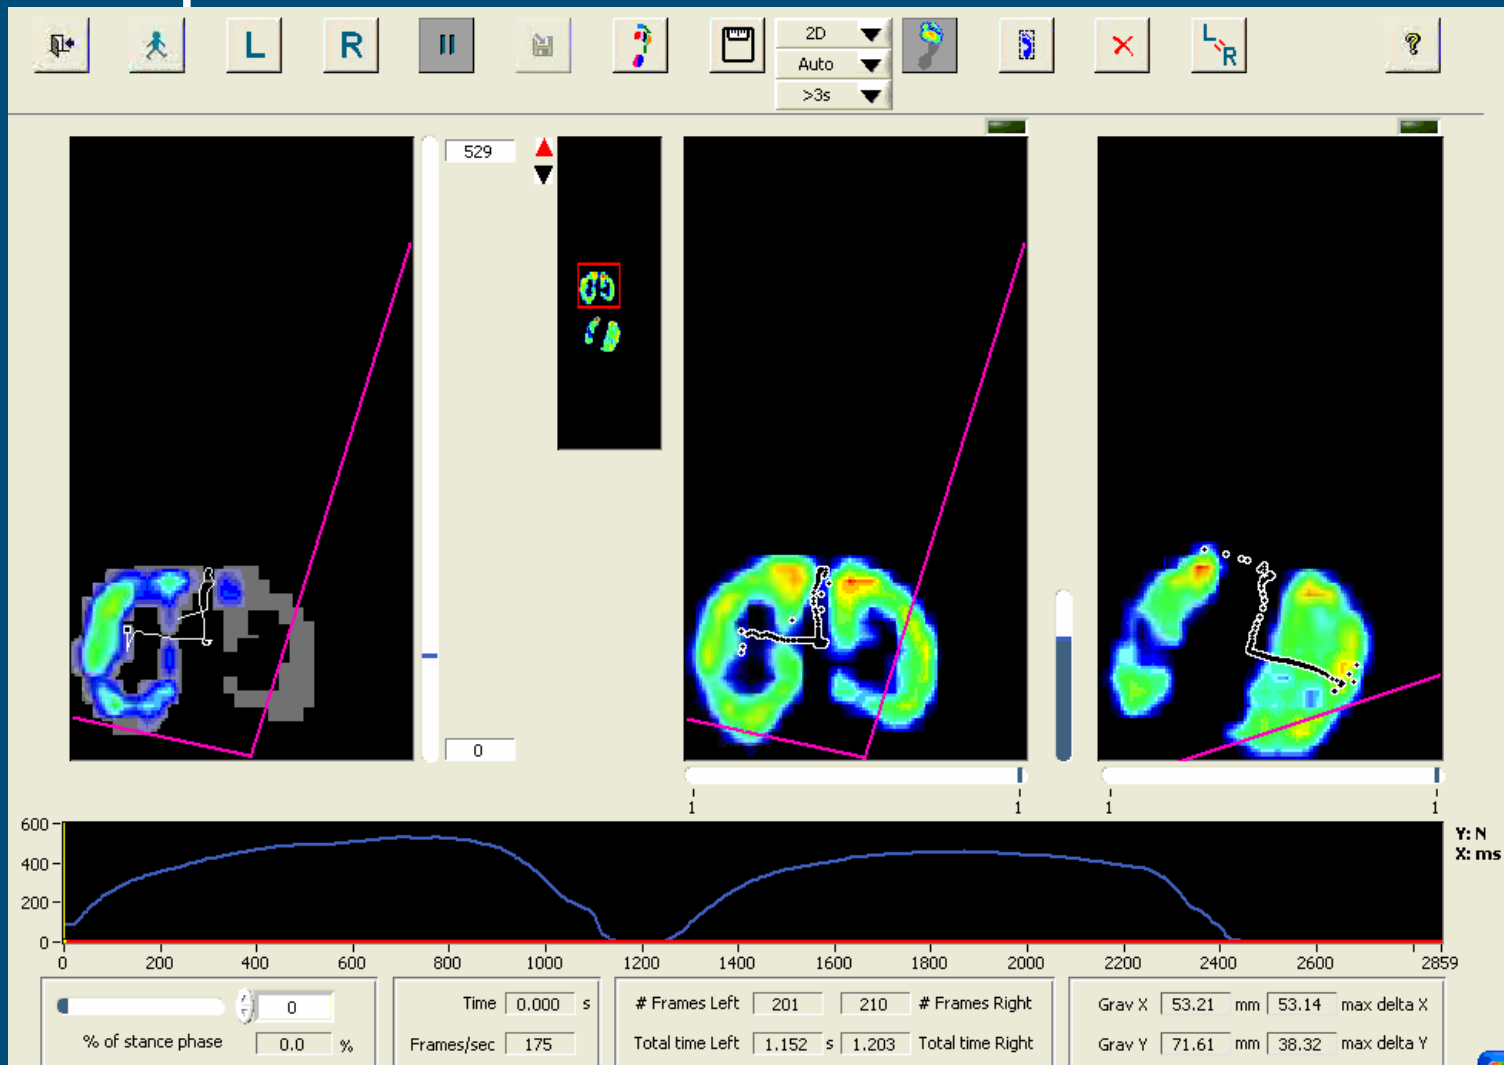 L R 2D
Auto
>3s
L R ?
529
0
1 1 1 1
600
400
200
0
Y: N
X: ms
0 200 400 600 800 1000 1200 1400 1600 1800 2000 2200 2400 2600 2859
0
% of stance phase 0.0 %
Time 0.000 s
Frames/sec 175
# Frames Left 201 210 # Frames Right
Total time Left 1.152 s 1.203 Total time Right
Grav X 53.21 mm 53.14 max delta X
Grav Y 71.61 mm 38.32 max delta Y